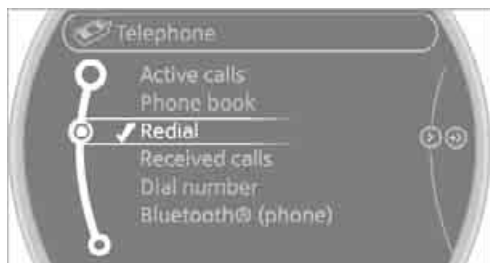 Telephone
Active calls
Phone book
Redial
Received calls
Dial number
Bluetooth® (phone)